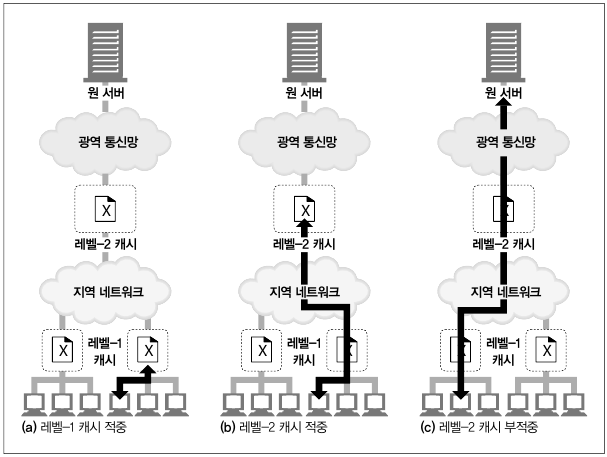 원 서버
광역 통신망
X
레벨-2 캐시
지역 네트워크
X
레벨-1
캐시
X
(a) 레벨-1 캐시 적중
원 서버
광역 통신망
X
레벨-2 캐시
지역 네트워크
X
레벨-1
캐시
X
(b) 레벨-2 캐시 적중
원 서버
광역 통신망
X
레벨-2 캐시
지역 네트워크
X
레벨-1
캐시
X
(c) 레벨-2 캐시 부적중